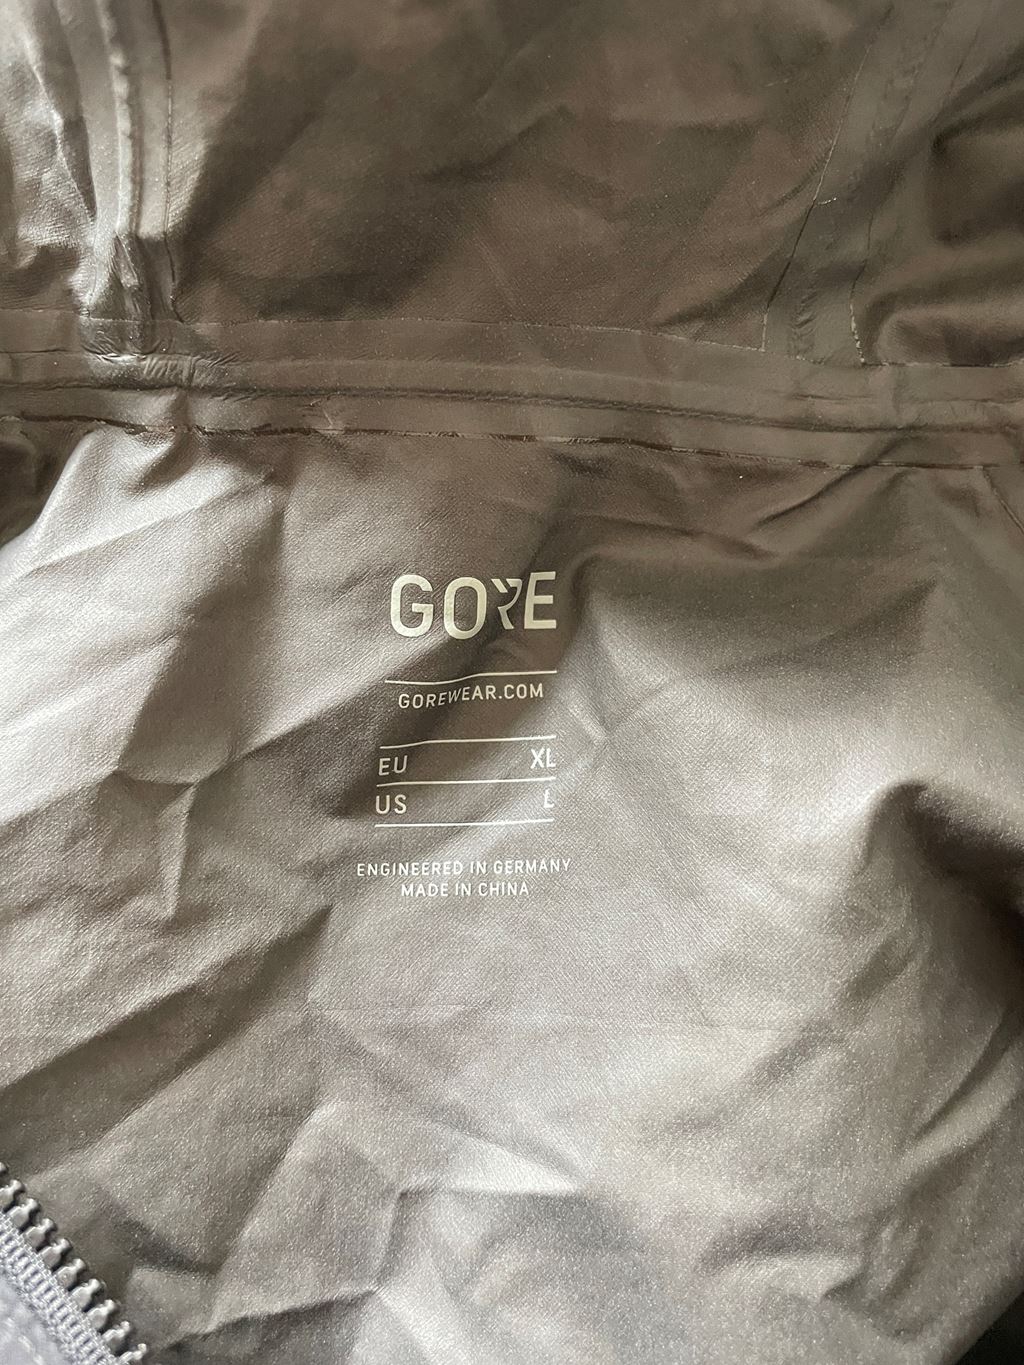 GORE
GOREWEAR.COM
EU XL
US L
ENGINEERED IN GERMANY
MADE IN CHINA